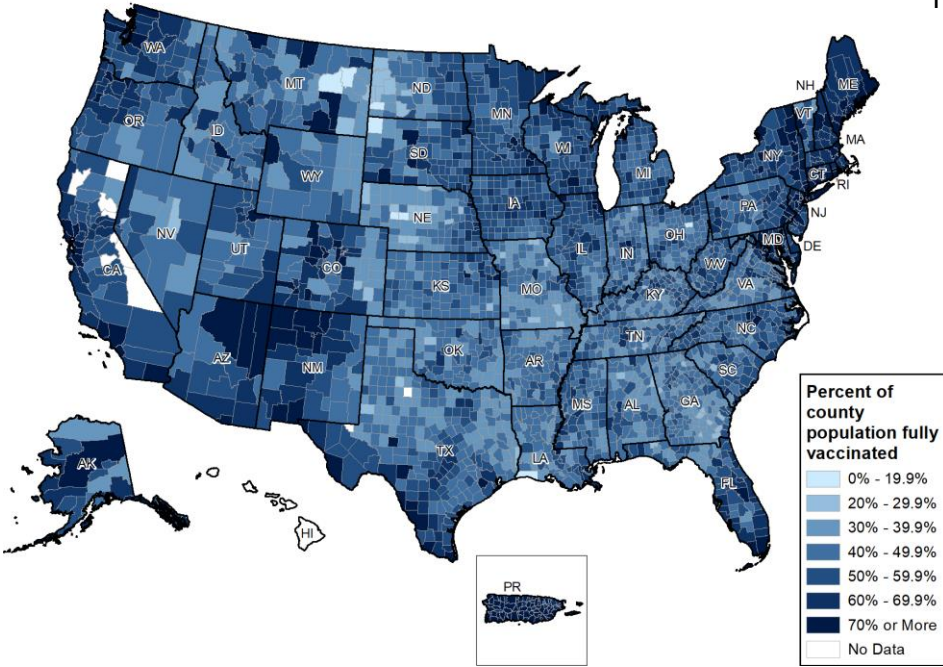 WA
MT
ND
MN
NH
ME
VT
OR
ID
SD
WI
MI
NY
MA
CT
RI
WY
IA
PA
NJ
NE
NV
UT
IL
IN
OH
MD
DE
CA
CO
WV
KS
MO
KY
VA
NC
TN
AZ
NM
OK
AR
SC
MS
AL
GA
TX
LA
FL
AK
HI
PR
Percent of
county
population fully
vaccinated
0% - 19.9%
20% - 29.9%
30% - 39.9%
40% - 49.9%
50% - 59.9%
60% - 69.9%
70% or More
No Data